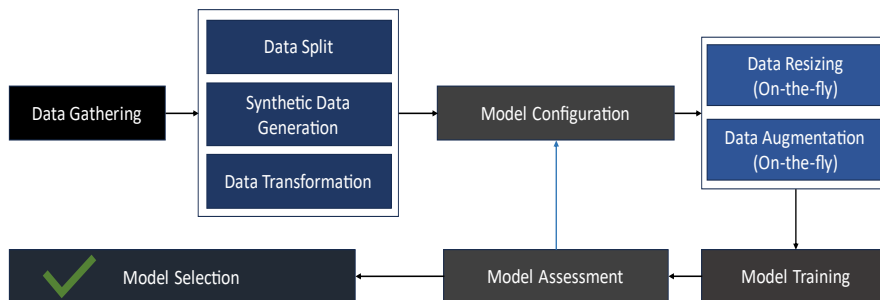 Data Gathering
Data Split
Synthetic Data
Generation
Data Transformation
Model Configuration
Data Resizing
(On-the-fly)
Data Augmentation
(On-the-fly)
Model Training
Model Assessment
Model Selection